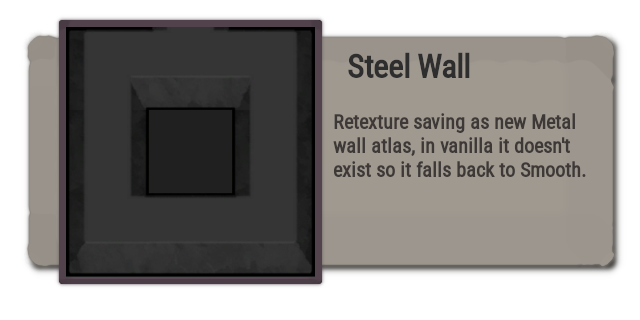 Steel Wall
Retexture saving as new Metal
wall atlas, in vanilla it doesn't
exist so it falls back to Smooth.